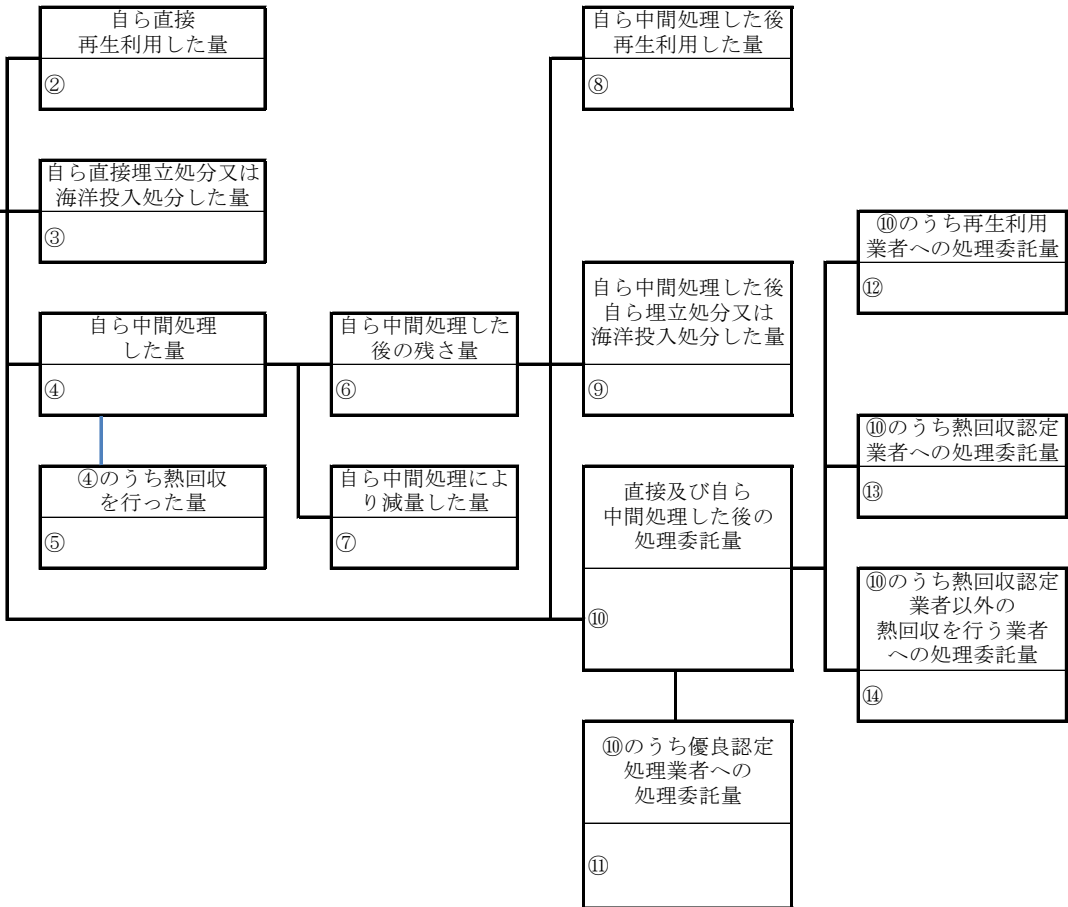 自ら直接
再生利用した量
②
自ら直接埋立処分又は
海洋投入処分した量
③
自ら中間処理
した量
④
④のうち熱回収
を行った量
⑤
自ら中間処理した
後の残さ量
⑥
自ら中間処理によ
り減量した量
⑦
自ら中間処理した後
再生利用した量
⑧
自ら中間処理した後
自ら埋立処分又は
海洋投入処分した量
⑨
直接及び自ら
中間処理した後の
処理委託量
⑩
⑩のうち優良認定
処理業者への
処理委託量
⑪
⑩のうち再生利用
業者への処理委託量
⑫
⑩のうち熱回収認定
業者への処理委託量
⑬
⑩のうち熱回収認定
業者以外の
熱回収を行う業者
への処理委託量
⑭